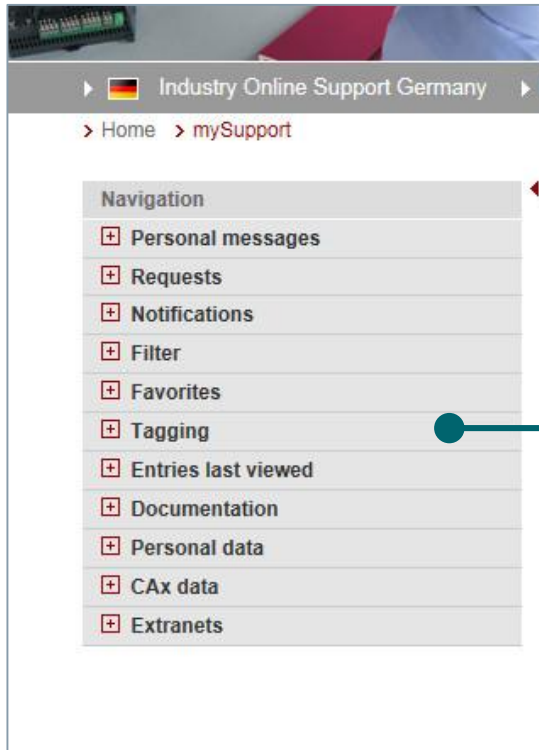 Industry Online Support Germany
Home mySupport
Navigation
Personal messages
Requests
Notifications
Filter
Favorites
Tagging
Entries last viewed
Documentation
Personal data
CAx data
Extranets